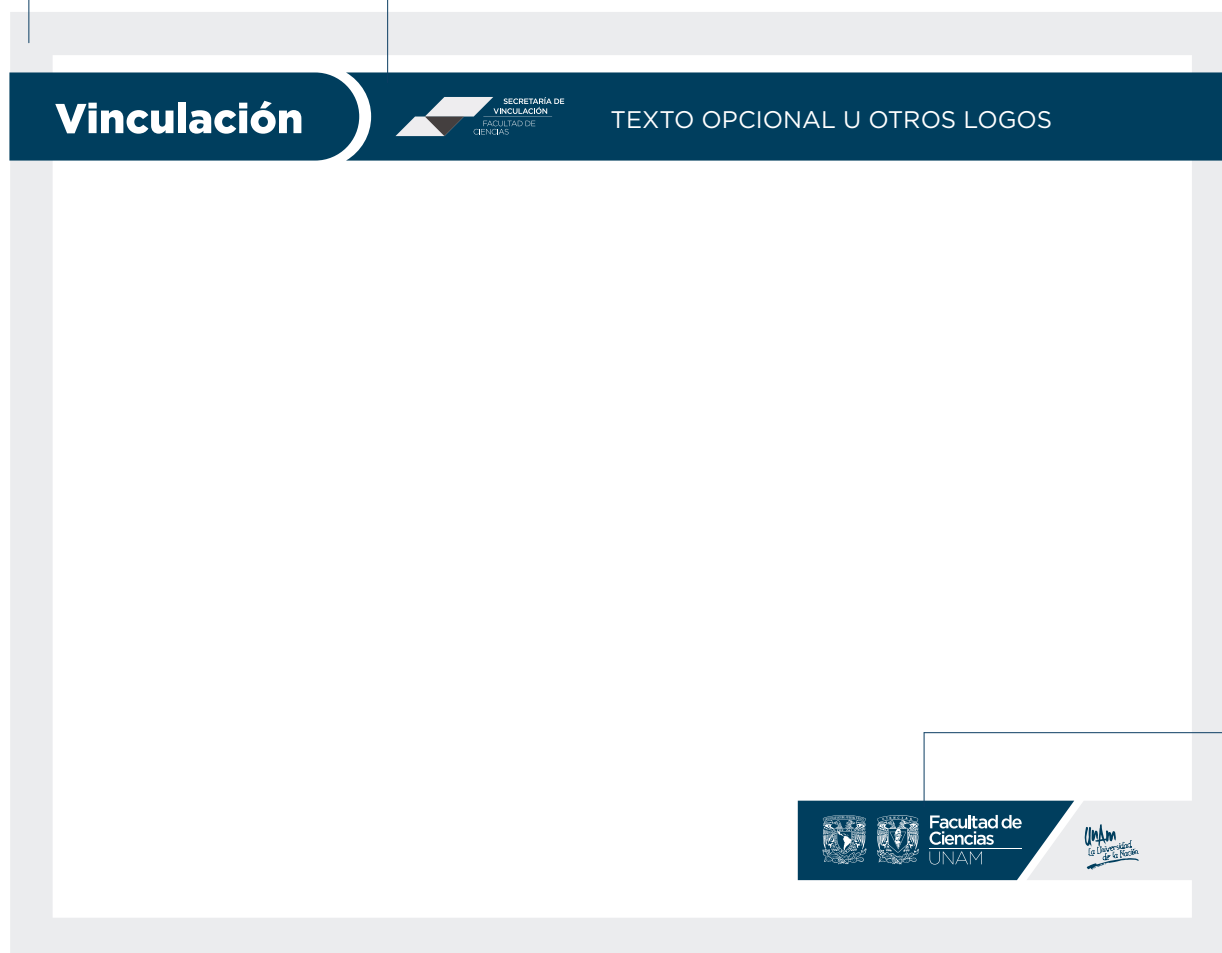 Vinculación
SECRETARÍA DE
VINCULACIÓN
FACULTAD DE
CIENCIAS
TEXTO OPCIONAL U OTROS LOGOS
Facultad de
Ciencias
UNAM
UnAm
La Universidad
de la Nación